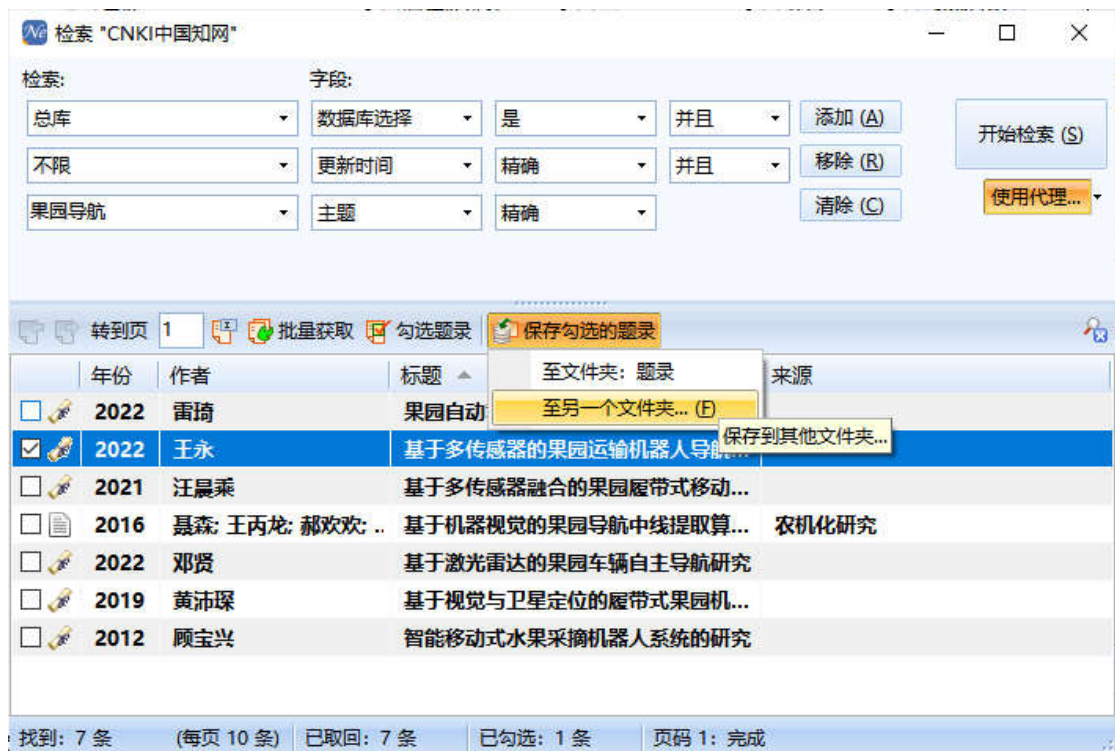 检索 "CNKI中国知网"
检索: 字段:
总库 数据库选择 是 并且 添加 (A) 开始检索 (S)
不限 更新时间 精确 并且 移除 (R)
果园导航 主题 精确 清除 (C) 使用代理...
转到页 1 批量获取 勾选题录 保存勾选的题录
年份 作者 标题 至文件夹: 题录 来源
2022 雷琦 果园自动 至另一个文件夹... (F)
保存到其他文件夹...
2022 王永 基于多传感器的果园运输机器人导航...
2021 汪晨乘 基于多传感器融合的果园履带式移动...
2016 聂森; 王丙龙; 郝欢欢; .. 基于机器视觉的果园导航中线提取算... 农机化研究
2022 邓贤 基于激光雷达的果园车辆自主导航研究
2019 黄沛琛 基于视觉与卫星定位的履带式果园机...
2012 顾宝兴 智能移动式水果采摘机器人系统的研究
找到: 7 条 (每页 10 条) 已取回: 7 条 已勾选: 1 条 页码 1: 完成